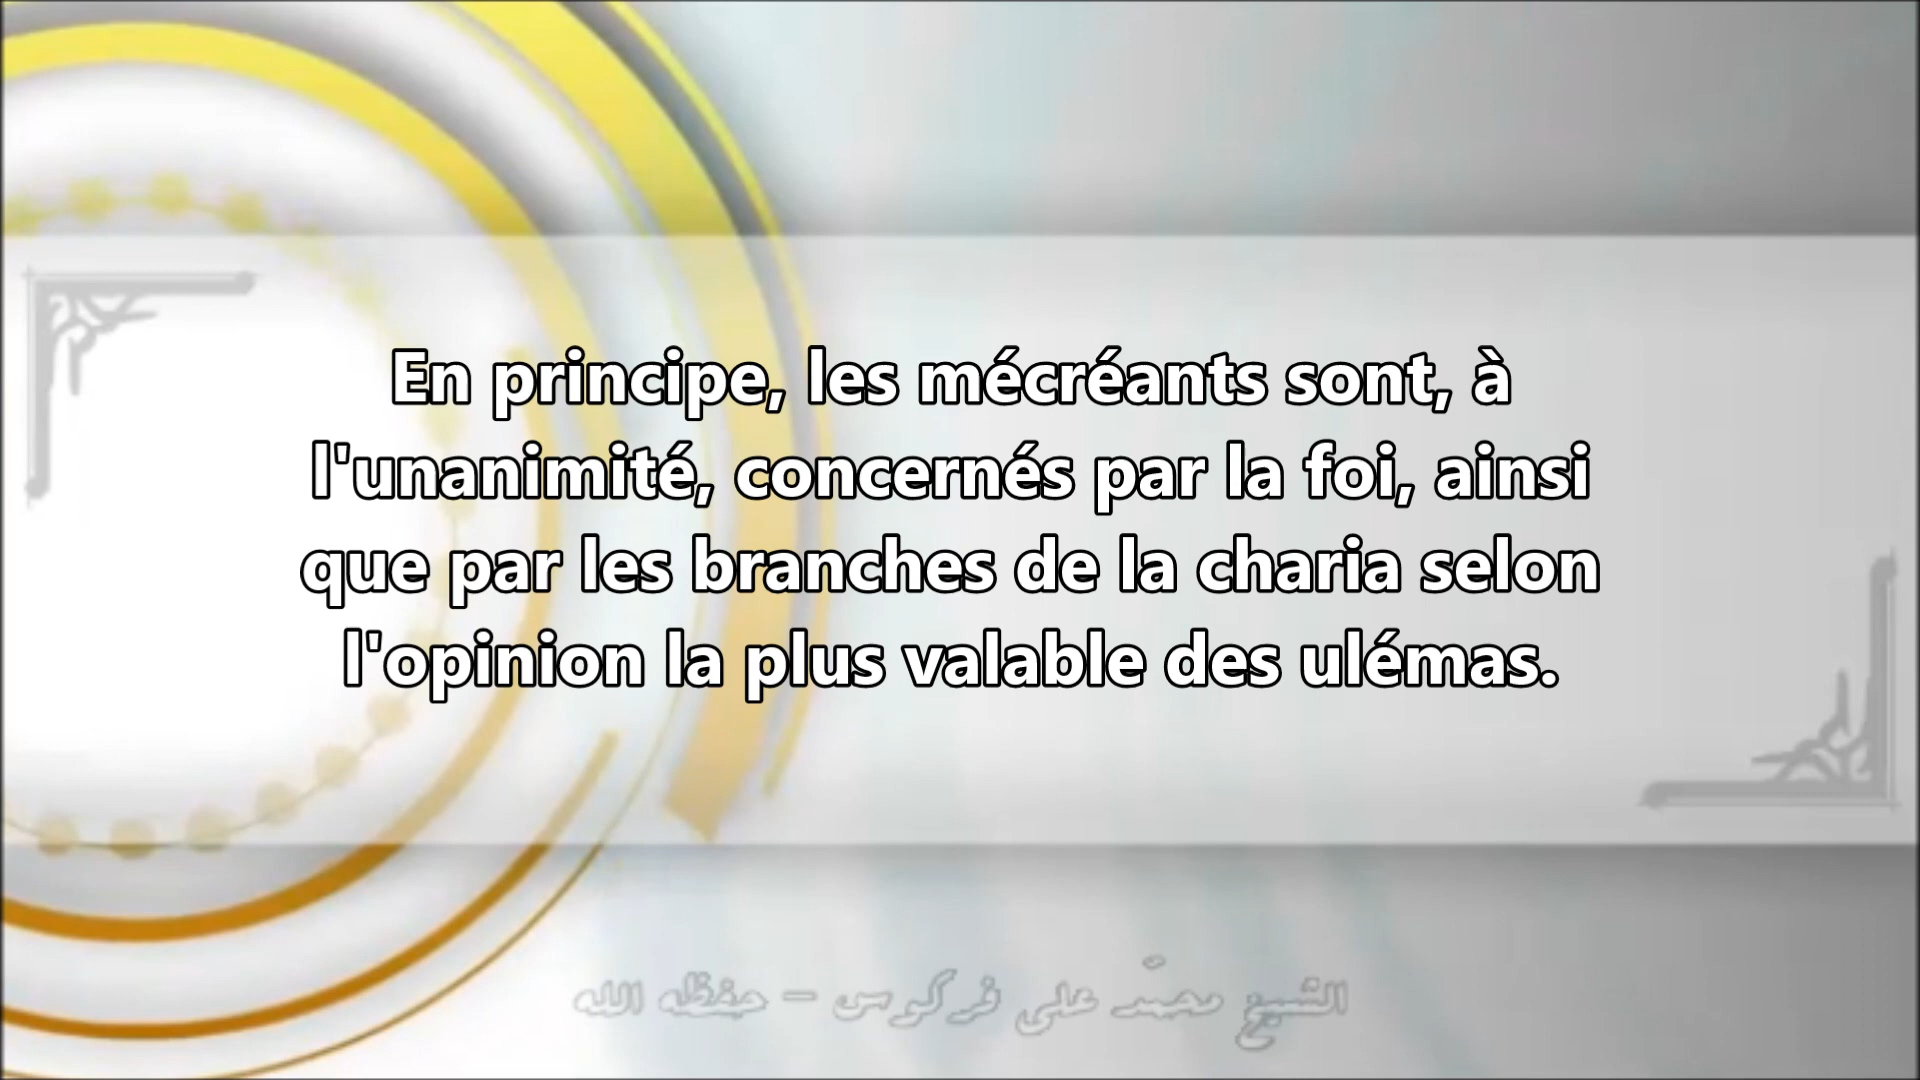 En principe, les mécréants sont, à
l'unanimité, concernés par la foi, ainsi
que par les branches de la charia selon
l'opinion la plus valable des ulémas.
الشيخ محمّد علي فركوس - حفظه الله